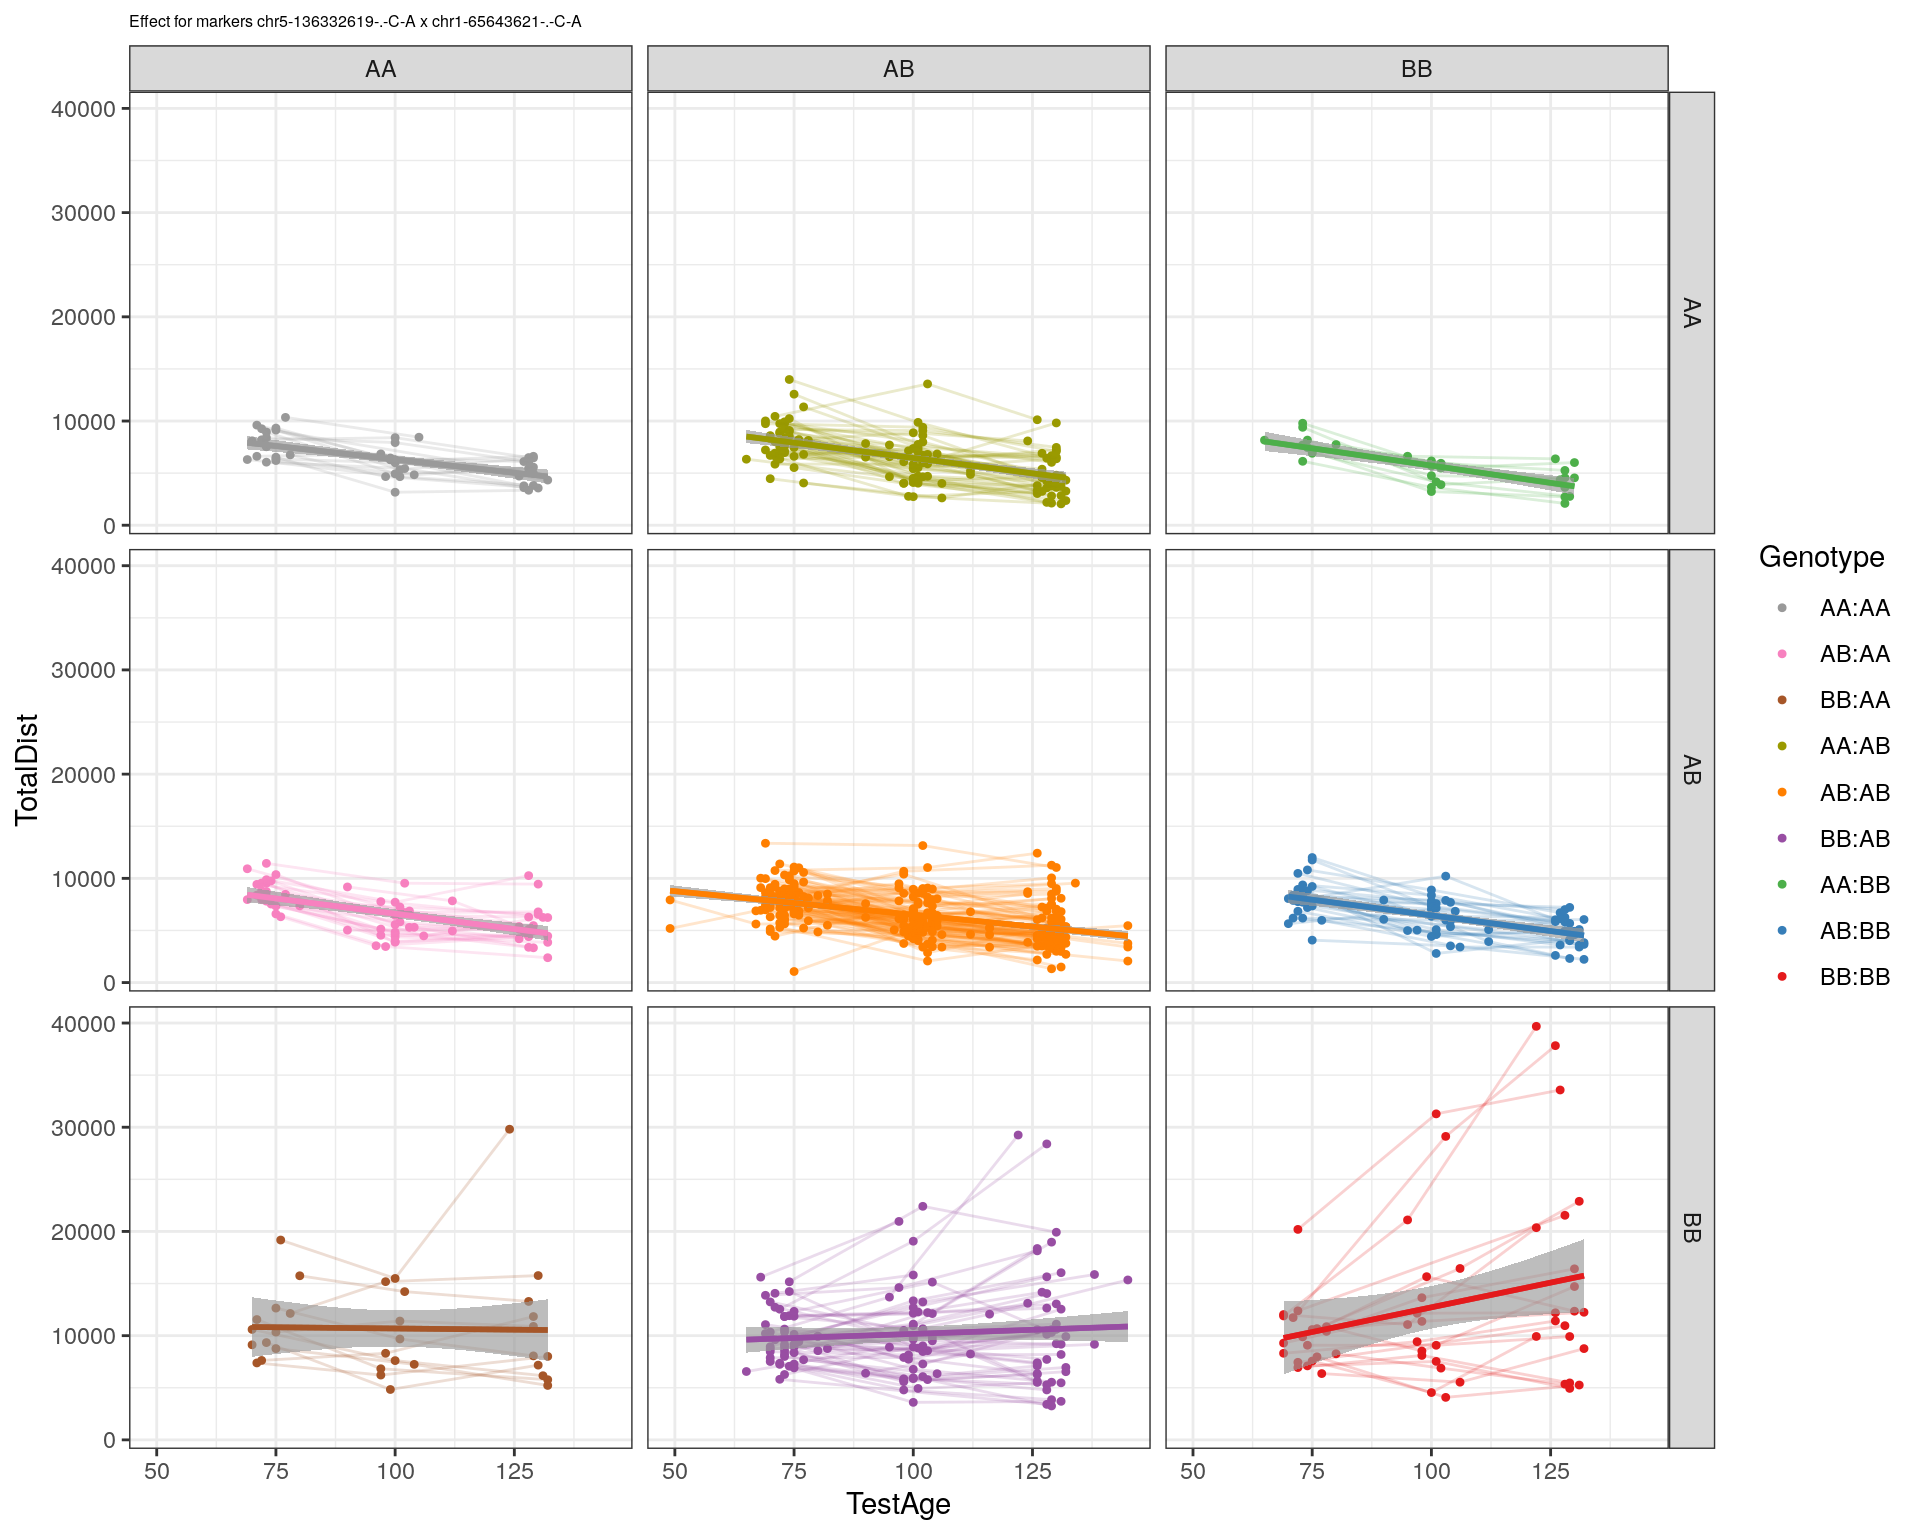 Effect for markers chr5-136332619-.-C-A x chr1-65643621-.-C-A
AA
AB
BB
40000
30000
20000
10000
0
AA
40000
30000
20000
10000
0
AB
40000
30000
20000
10000
0
BB
50
75
100
125
50
75
100
125
50
75
100
125
TestAge
TotalDist
Genotype
AA:AA
AB:AA
BB:AA
AA:AB
AB:AB
BB:AB
AA:BB
AB:BB
BB:BB